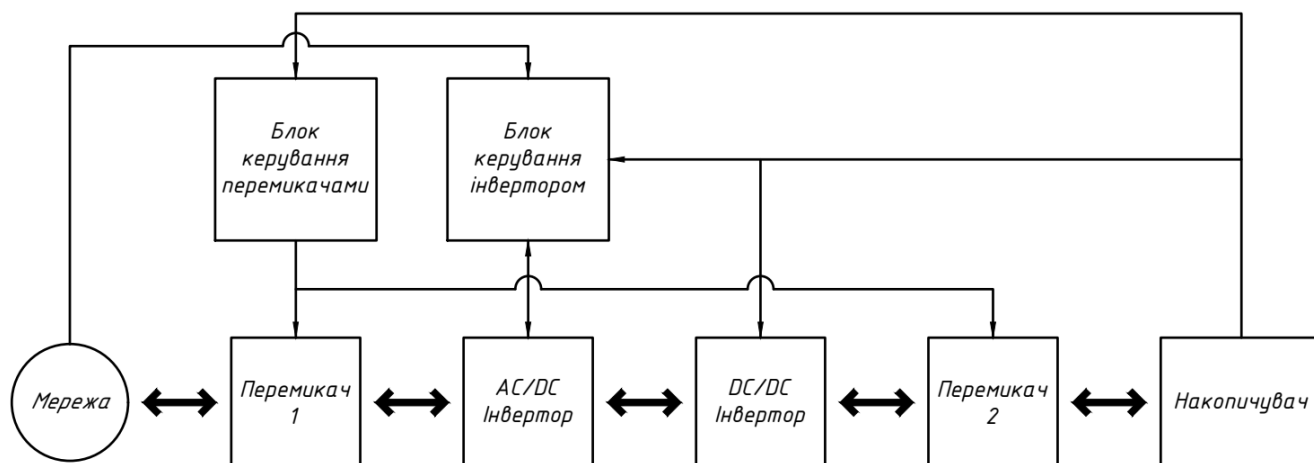 Блок
керування
перемикачами
Блок
керування
інвертором
Мережа
Перемикач
1
AC/DC
Інвертор
DC/DC
Інвертор
Перемикач
2
Накопичувач